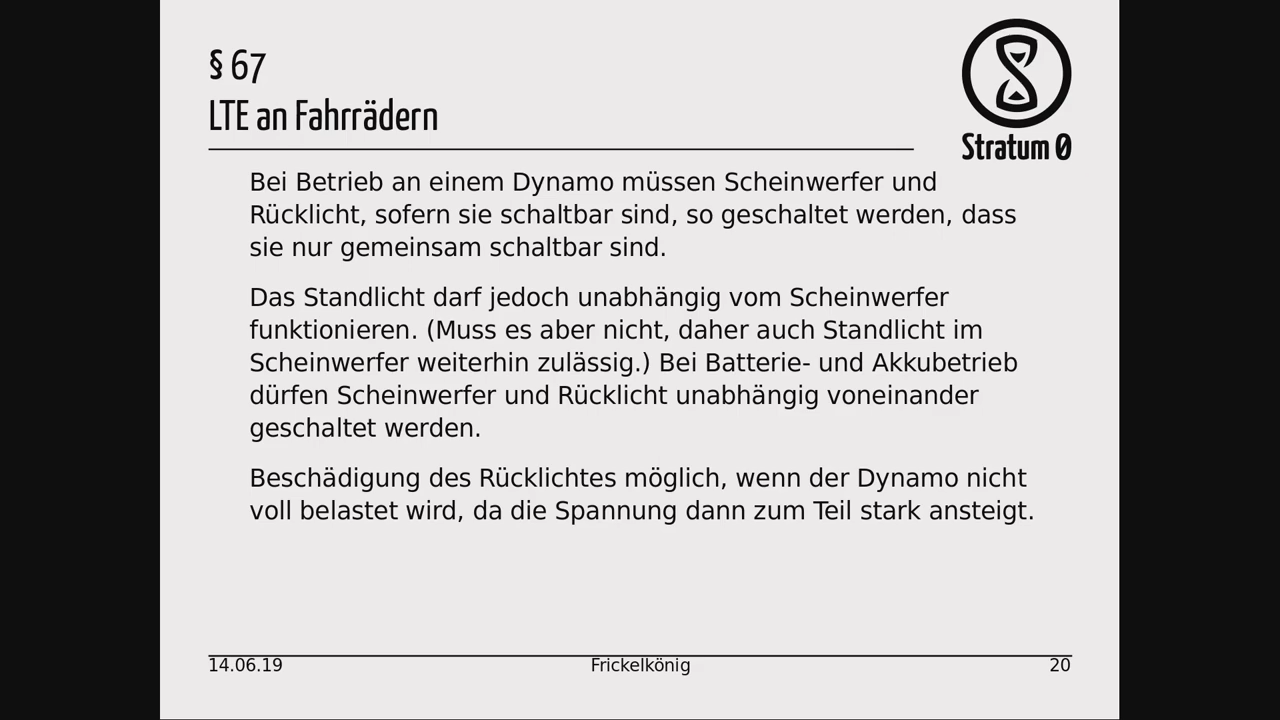 § 67
LTE an Fahrrädern
Stratum 0
Bei Betrieb an einem Dynamo müssen Scheinwerfer und
Rücklicht, sofern sie schaltbar sind, so geschaltet werden, dass
sie nur gemeinsam schaltbar sind.
Das Standlicht darf jedoch unabhängig vom Scheinwerfer
funktionieren. (Muss es aber nicht, daher auch Standlicht im
Scheinwerfer weiterhin zulässig.) Bei Batterie- und Akkubetrieb
dürfen Scheinwerfer und Rücklicht unabhängig voneinander
geschaltet werden.
Beschädigung des Rücklichtes möglich, wenn der Dynamo nicht
voll belastet wird, da die Spannung dann zum Teil stark ansteigt.
14.06.19
Frickelkönig
20